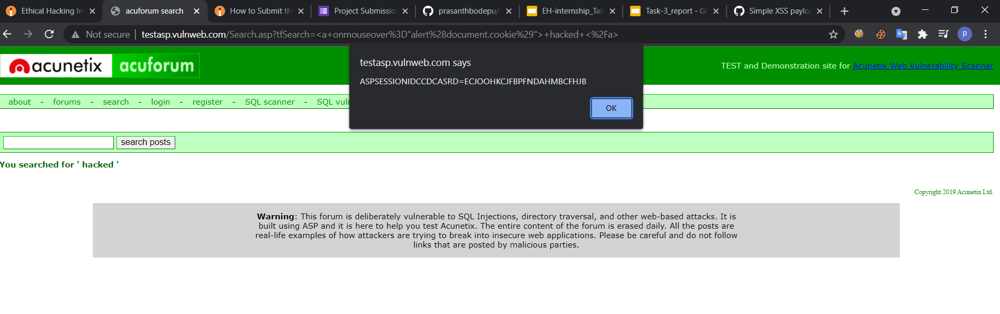 Ethical Hacking In
acuforum search
How to Submit th
Project Submissio
prasanthbodepu/
EH-internship_Tas
Task-3_report - Go
Simple XSS paylo
Not secure | testasp.vulnweb.com/Search.asp?tfSearch=<a+onmouseover%3D"alert%28document.cookie%29">+hacked+<%2Fa>
p
acunetix acuforum
TEST and Demonstration site for Acunetix Web Vulnerability Scanner
testasp.vulnweb.com says
ASPSESSIONIDCCDCASRD=ECJOOHKCJFBPFNDAHMBCFHJB
OK
about - forums - search - login - register - SQL scanner - SQL vuln
search posts
You searched for ' hacked '
Copyright 2019 Acunetix Ltd.
Warning: This forum is deliberately vulnerable to SQL Injections, directory traversal, and other web-based attacks. It is
built using ASP and it is here to help you test Acunetix. The entire content of the forum is erased daily. All the posts are
real-life examples of how attackers are trying to break into insecure web applications. Please be careful and do not follow
links that are posted by malicious parties.